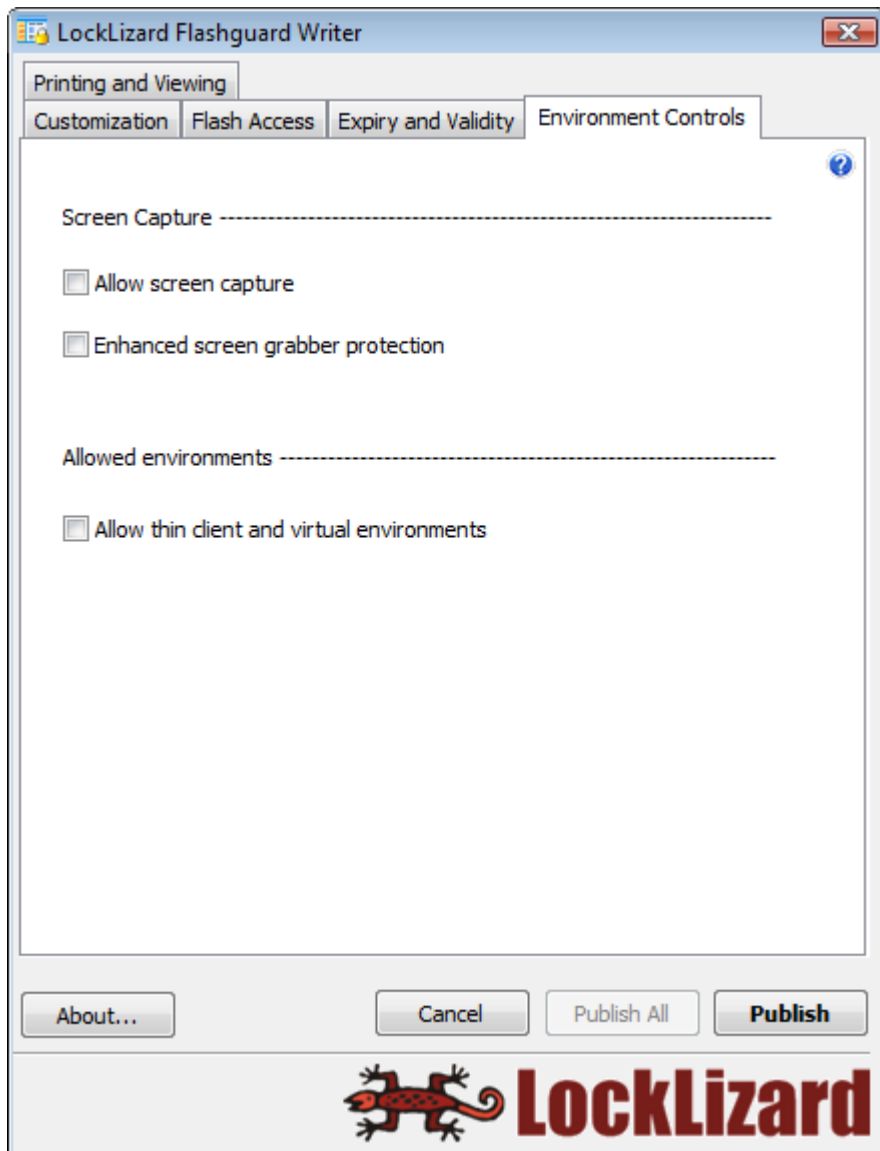 LockLizard Flashguard Writer
Printing and Viewing
Customization Flash Access Expiry and Validity Environment Controls
?
Screen Capture ---------------------------------------------------------------------
Allow screen capture
Enhanced screen grabber protection
Allowed environments --------------------------------------------------------------
Allow thin client and virtual environments
About... Cancel Publish All Publish
LockLizard